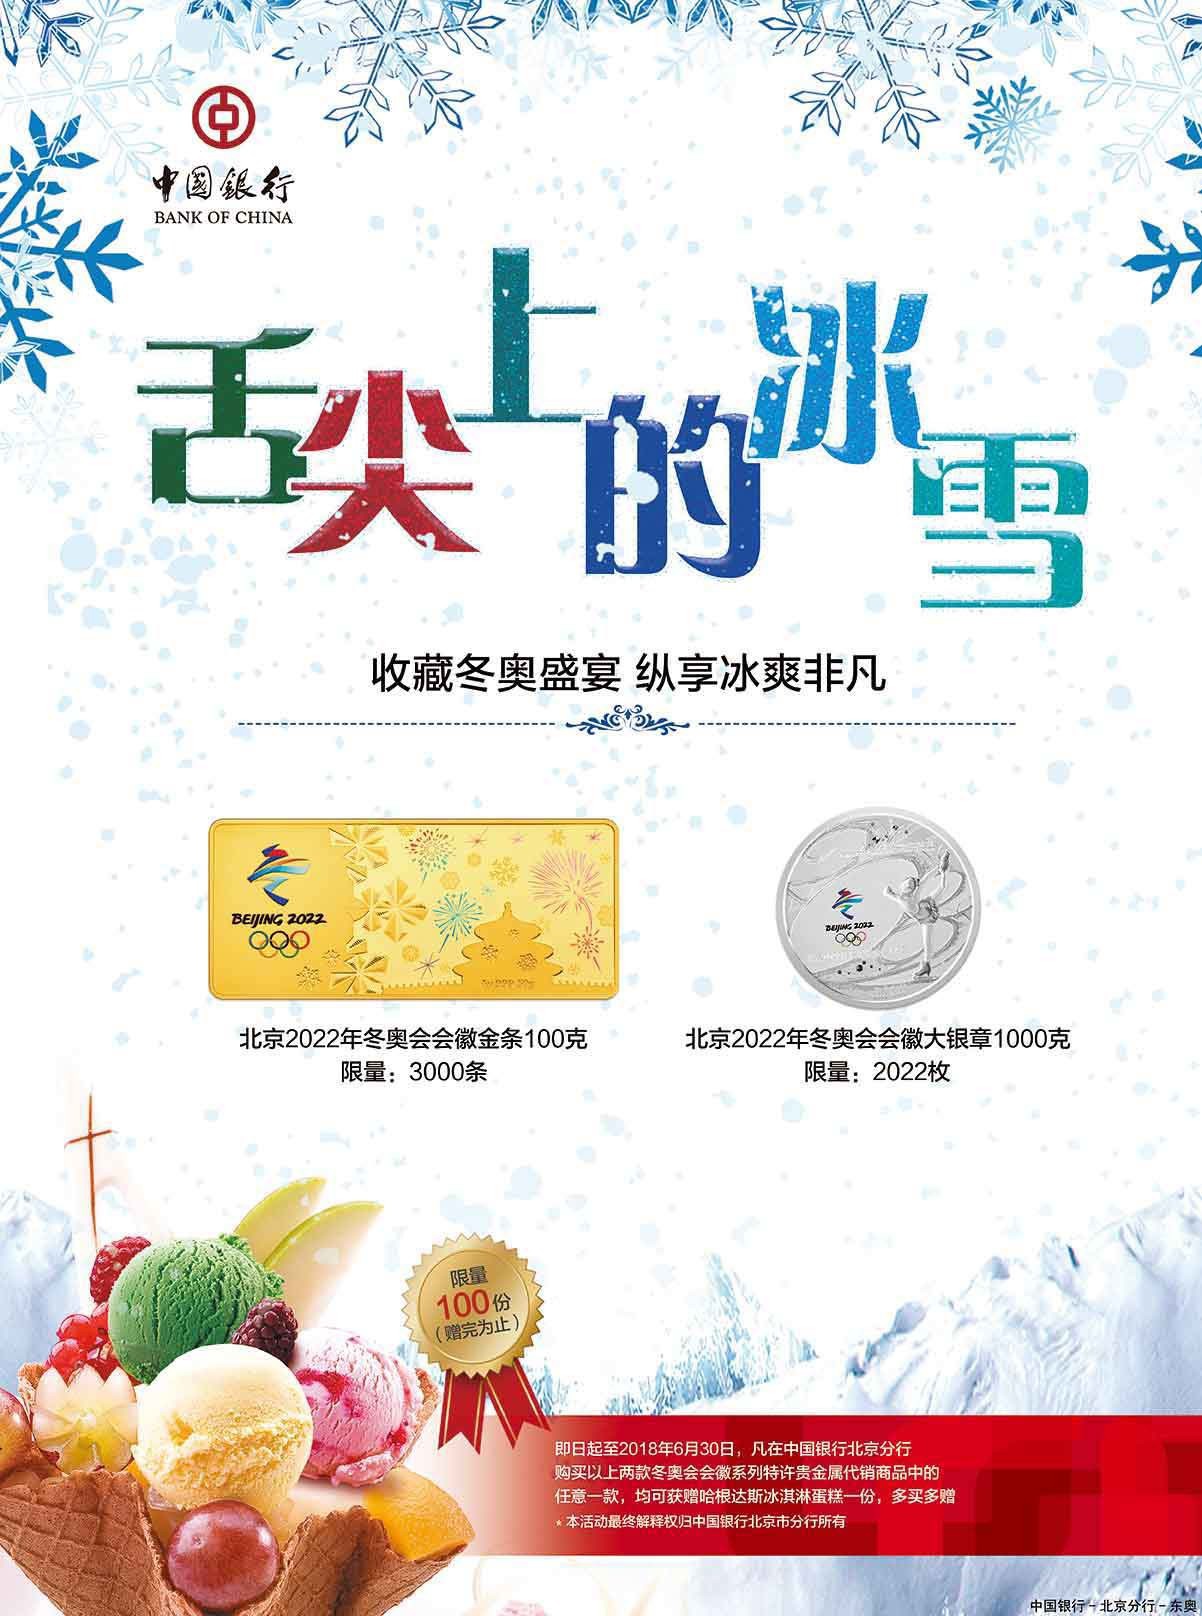 中国銀行
BANK OF CHINA
舌尖上的冰雪
收藏冬奥盛宴 纵享冰爽非凡
BEIJING 2022
BEIJING 2022
北京2022年冬奥会会徽金条100克
限量：3000条
北京2022年冬奥会会徽大银章1000克
限量：2022枚
限量
100份
（赠完为止）
即日起至2018年6月30日，凡在中国银行北京分行
购买以上两款冬奥会会徽系列特许贵金属代销商品中的
任意一款，均可获赠哈根达斯冰淇淋蛋糕一份，多买多赠
*本活动最终解释权归中国银行北京市分行所有
中国银行-北京分行-东奥